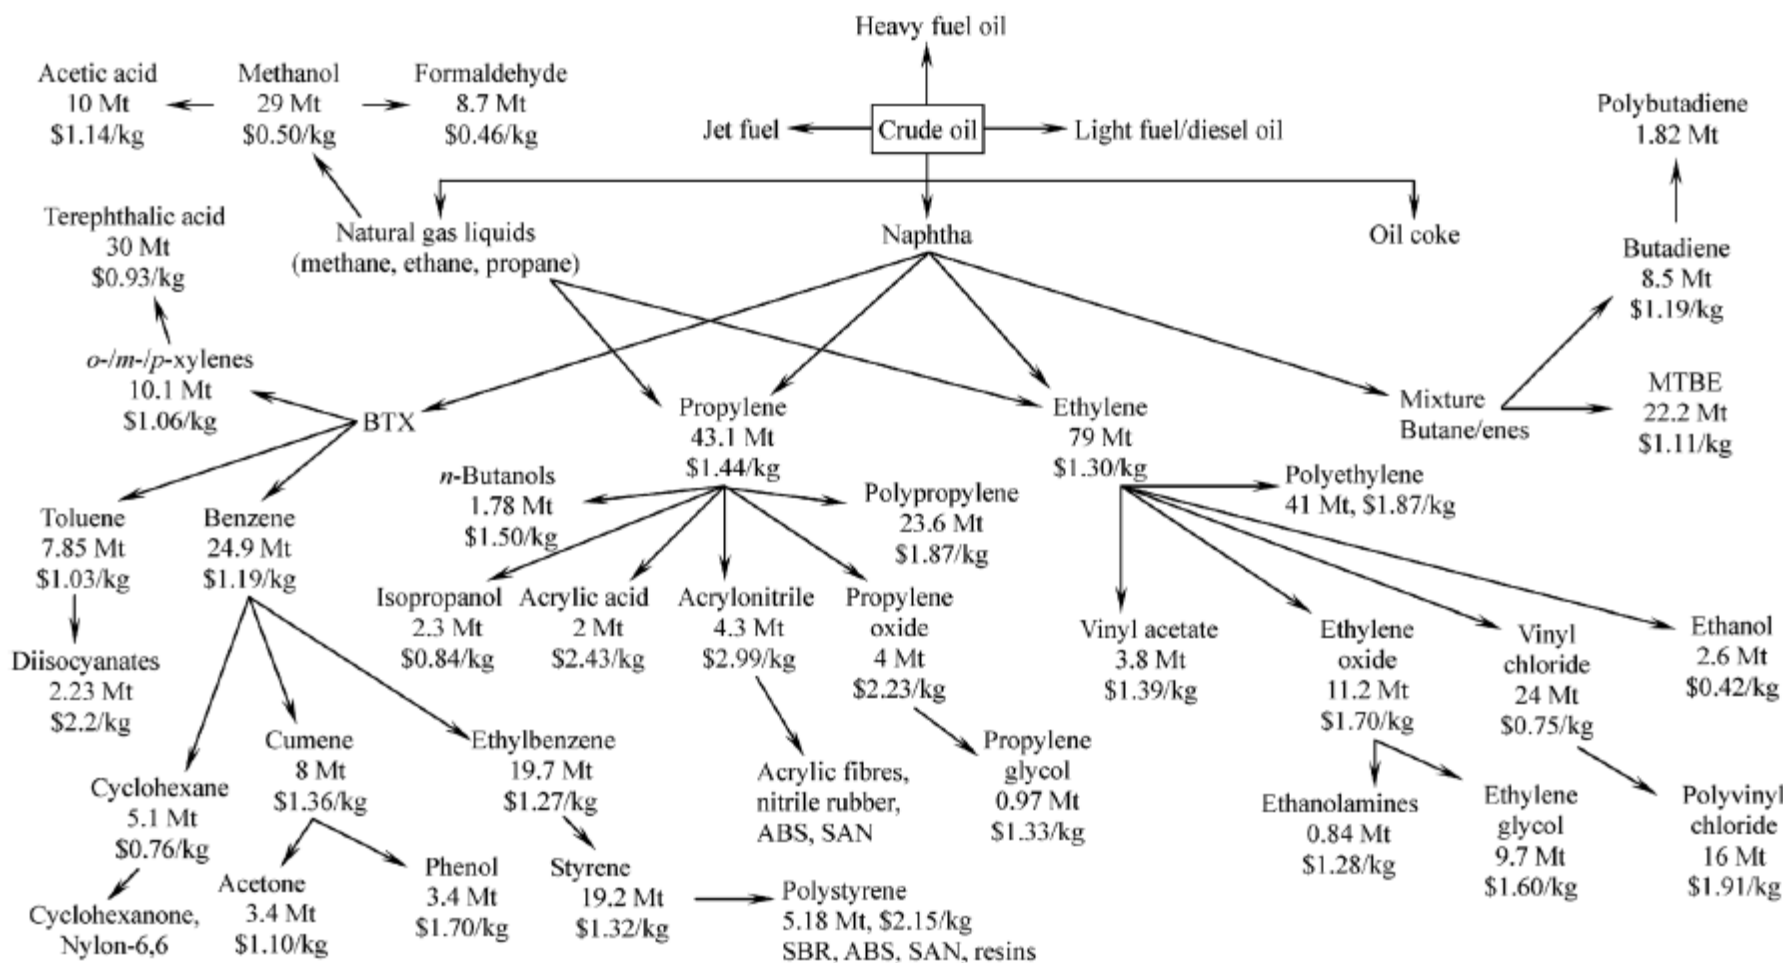 Heavy fuel oil
Acetic acid
10 Mt
$1.14/kg
Methanol
29 Mt
$0.50/kg
Formaldehyde
8.7 Mt
$0.46/kg
Jet fuel
Crude oil
Light fuel/diesel oil
Polybutadiene
1.82 Mt
Terephthalic acid
30 Mt
$0.93/kg
Natural gas liquids
(methane, ethane, propane)
Naphtha
Oil coke
Butadiene
8.5 Mt
$1.19/kg
o-/m-/p-xylenes
10.1 Mt
$1.06/kg
BTX
Propylene
43.1 Mt
$1.44/kg
Ethylene
79 Mt
$1.30/kg
Mixture
Butane/enes
MTBE
22.2 Mt
$1.11/kg
Toluene
7.85 Mt
$1.03/kg
Benzene
24.9 Mt
$1.19/kg
n-Butanols
1.78 Mt
$1.50/kg
Polypropylene
23.6 Mt
$1.87/kg
Polyethylene
41 Mt, $1.87/kg
Isopropanol
2.3 Mt
$0.84/kg
Acrylic acid
2 Mt
$2.43/kg
Acrylonitrile
4.3 Mt
$2.99/kg
Propylene
oxide
4 Mt
$2.23/kg
Vinyl acetate
3.8 Mt
$1.39/kg
Ethylene
oxide
11.2 Mt
$1.70/kg
Vinyl
chloride
24 Mt
$0.75/kg
Ethanol
2.6 Mt
$0.42/kg
Diisocyanates
2.23 Mt
$2.2/kg
Cyclohexane
5.1 Mt
$0.76/kg
Cumene
8 Mt
$1.36/kg
Ethylbenzene
19.7 Mt
$1.27/kg
Acrylic fibres,
nitrile rubber,
ABS, SAN
Propylene
glycol
0.97 Mt
$1.33/kg
Ethanolamines
0.84 Mt
$1.28/kg
Ethylene
glycol
9.7 Mt
$1.60/kg
Polyvinyl
chloride
16 Mt
$1.91/kg
Cyclohexanone,
Nylon-6,6
Acetone
3.4 Mt
$1.10/kg
Phenol
3.4 Mt
$1.70/kg
Styrene
19.2 Mt
$1.32/kg
Polystyrene
5.18 Mt, $2.15/kg
SBR, ABS, SAN, resins